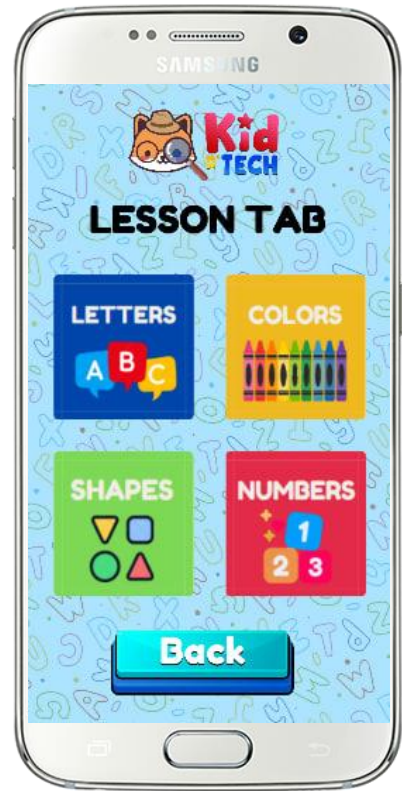 SAMSUNG
Kid
TECH
LESSON TAB
LETTERS
A B C
COLORS
SHAPES
NUMBERS
1
2 3
Back